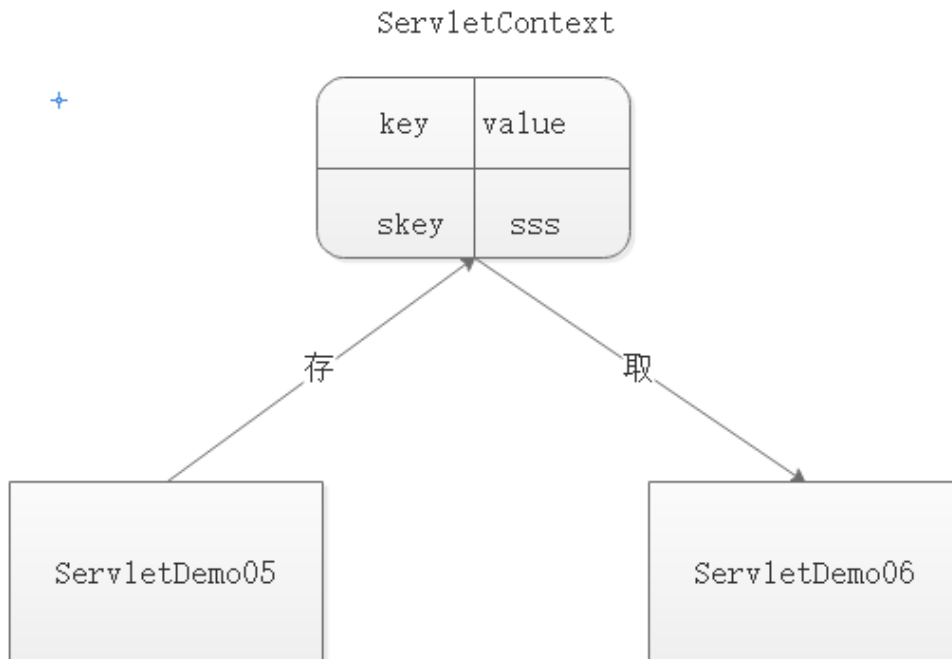 ServletContext
key value
skey sss
存 取
ServletDemo05 ServletDemo06